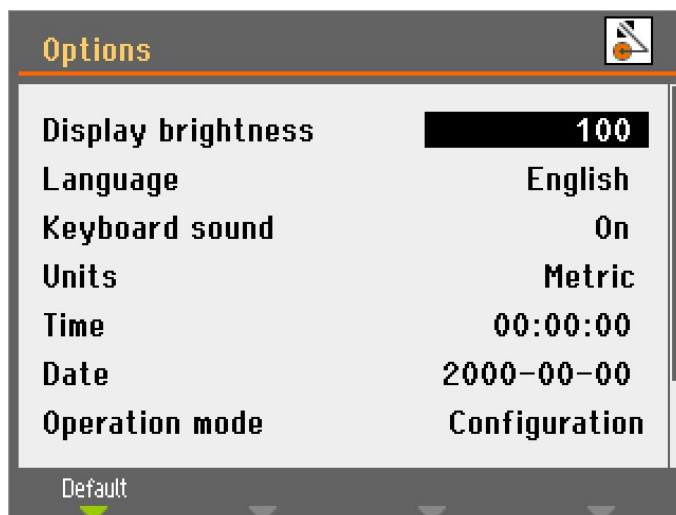 Options
Display brightness 100
Language English
Keyboard sound On
Units Metric
Time 00:00:00
Date 2000-00-00
Operation mode Configuration
Default